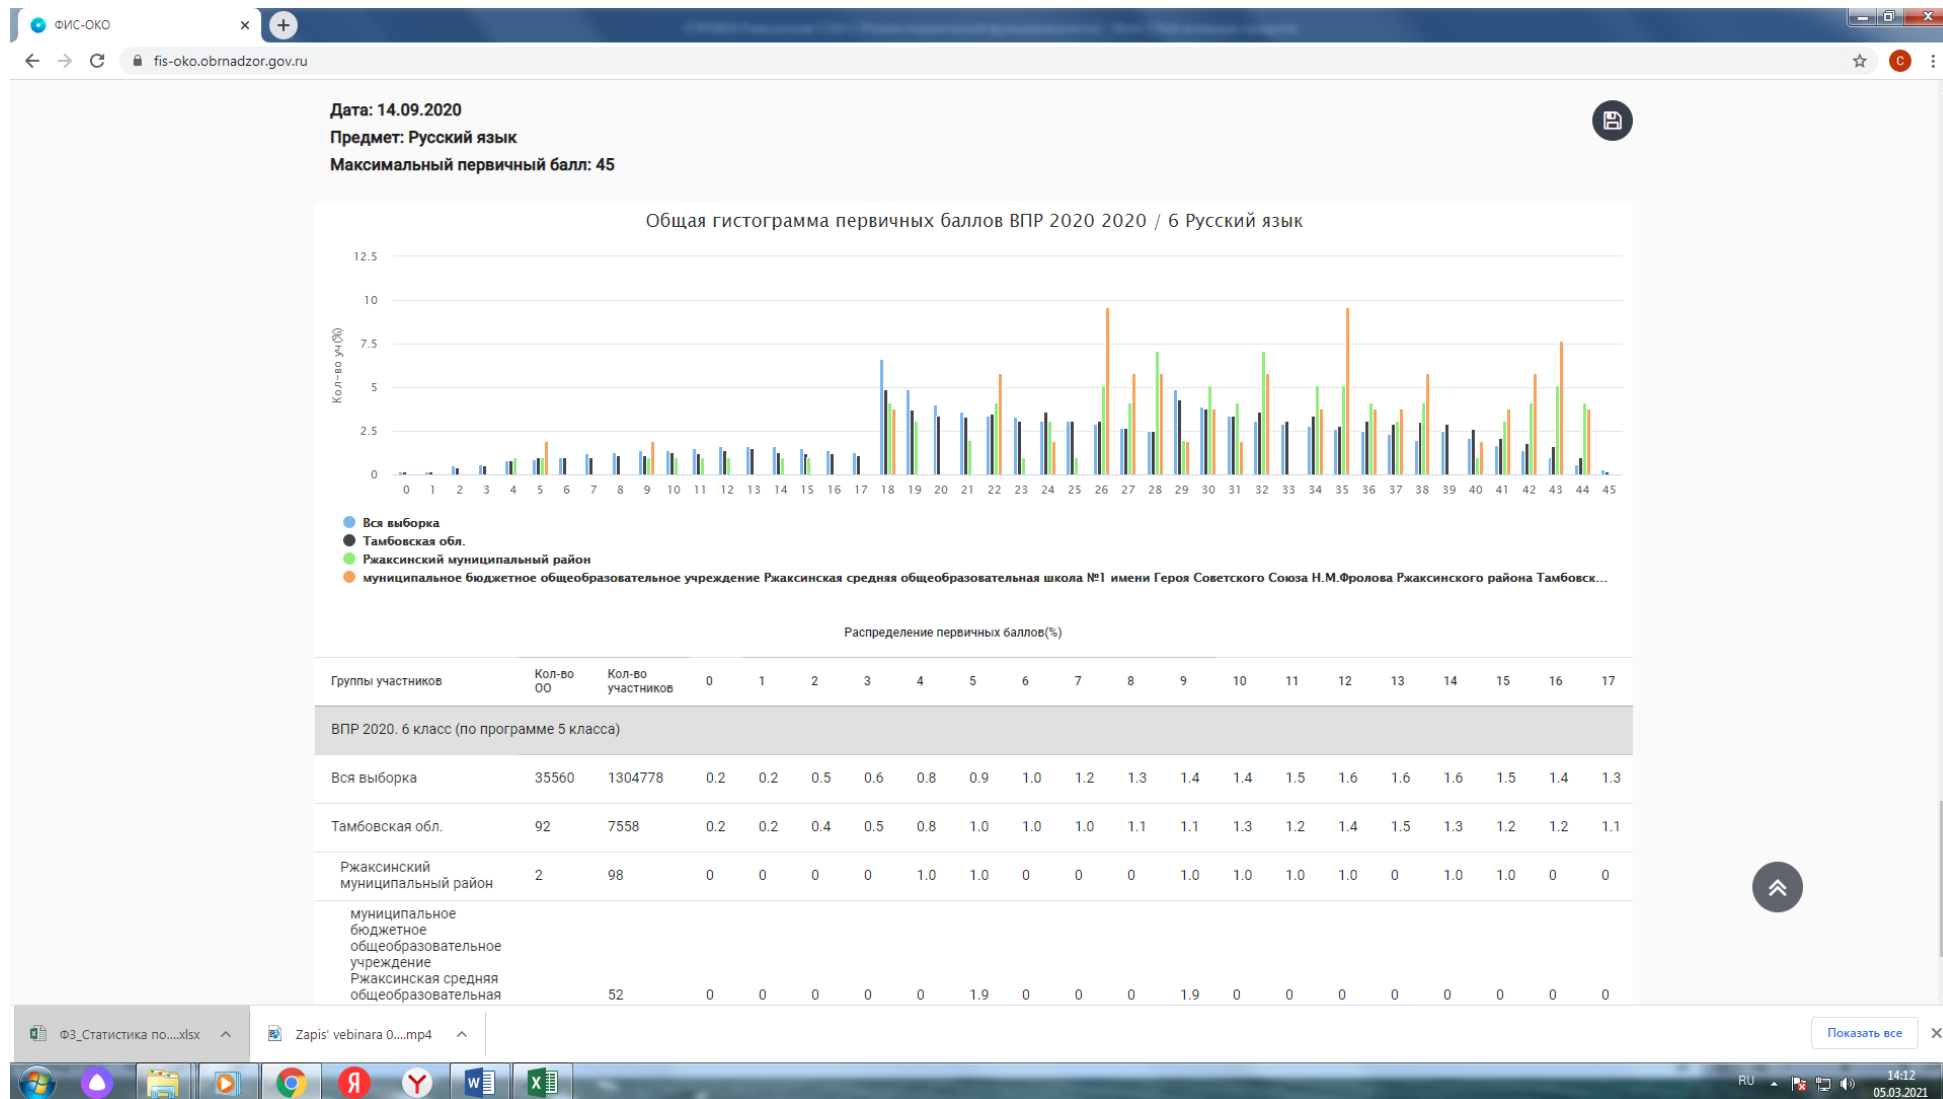 ФИС-ОКО
fis-oko.obrnadzor.gov.ru
C
Дата: 14.09.2020
Предмет: Русский язык
Максимальный первичный балл: 45
Общая гистограмма первичных баллов ВПР 2020 2020 / 6 Русский язык
Кол-во уч(%)
12.5
10
7.5
5
2.5
0
0 1 2 3 4 5 6 7 8 9 10 11 12 13 14 15 16 17 18 19 20 21 22 23 24 25 26 27 28 29 30 31 32 33 34 35 36 37 38 39 40 41 42 43 44 45
Вся выборка
Тамбовская обл.
Ржаксинский муниципальный район
муниципальное бюджетное общеобразовательное учреждение Ржаксинская средняя общеобразовательная школа №1 имени Героя Советского Союза Н.М.Фролова Ржаксинского района Тамбовск...
Распределение первичных баллов(%)
Группы участников Кол-во ОО Кол-во участников 0 1 2 3 4 5 6 7 8 9 10 11 12 13 14 15 16 17
ВПР 2020. 6 класс (по программе 5 класса)
Вся выборка 35560 1304778 0.2 0.2 0.5 0.6 0.8 0.9 1.0 1.2 1.3 1.4 1.4 1.5 1.6 1.6 1.6 1.5 1.4 1.3
Тамбовская обл. 92 7558 0.2 0.2 0.4 0.5 0.8 1.0 1.0 1.0 1.1 1.1 1.3 1.2 1.4 1.5 1.3 1.2 1.2 1.1
Ржаксинский
муниципальный район 2 98 0 0 0 0 1.0 1.0 0 0 0 1.0 1.0 1.0 1.0 0 1.0 1.0 0 0
муниципальное
бюджетное
общеобразовательное
учреждение
Ржаксинская средняя
общеобразовательная 52 0 0 0 0 0 1.9 0 0 0 1.9 0 0 0 0 0 0 0 0
Ф3_Статистика по....xlsx
Zapis' vebinara 0....mp4
Показать все
RU
14:12
05.03.2021